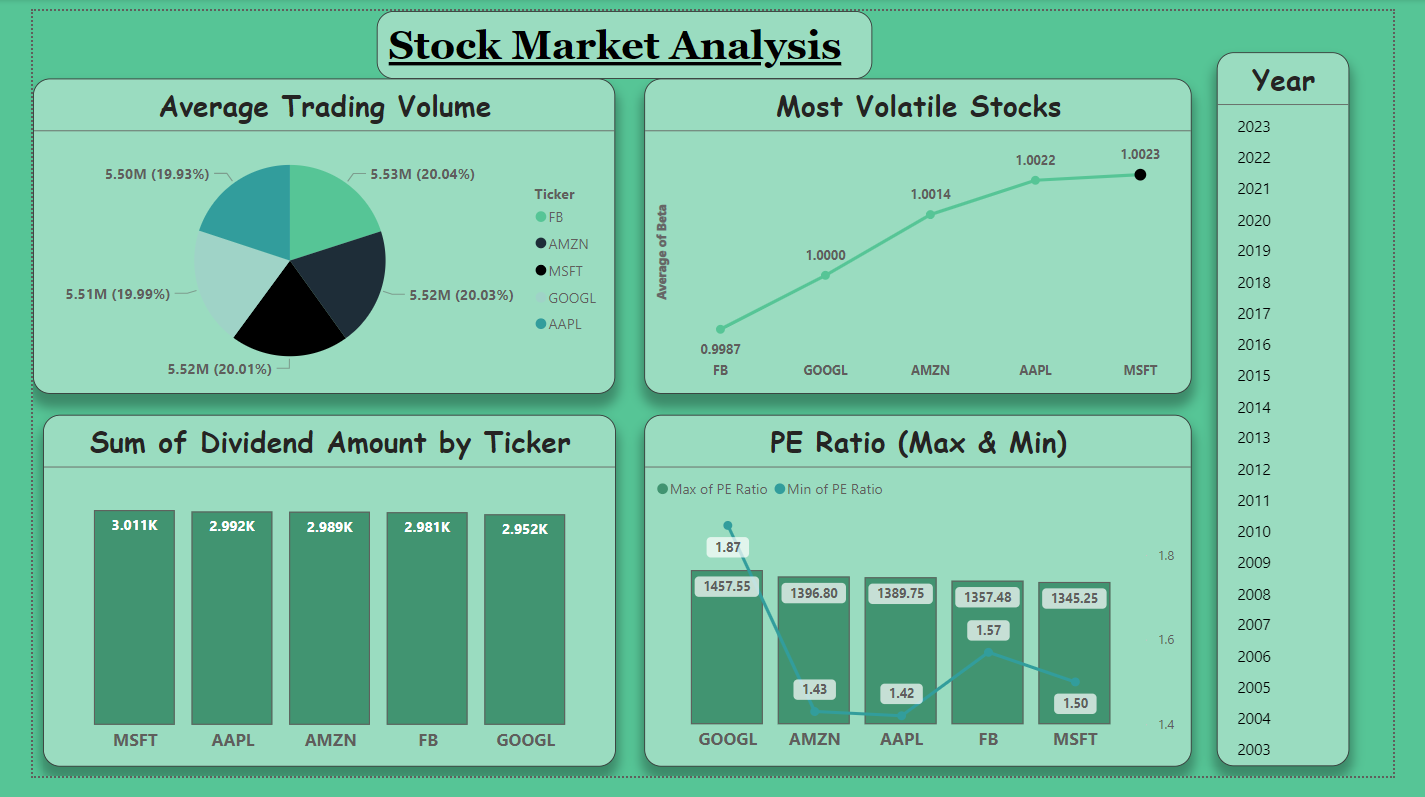 Stock Market Analysis
Average Trading Volume
5.50M (19.93%)
5.53M (20.04%)
5.51M (19.99%)
5.52M (20.03%)
5.52M (20.01%)
Ticker
FB
AMZN
MSFT
GOOGL
AAPL
Most Volatile Stocks
Average of Beta
0.9987
1.0000
1.0014
1.0022
1.0023
FB GOOGL AMZN AAPL MSFT
Sum of Dividend Amount by Ticker
3.011K 2.992K 2.989K 2.981K 2.952K
MSFT AAPL AMZN FB GOOGL
PE Ratio (Max & Min)
Max of PE Ratio Min of PE Ratio
1.87
1457.55 1396.80 1389.75 1357.48 1345.25
1.57
1.43 1.42
1.50
1.8
1.6
1.4
GOOGL AMZN AAPL FB MSFT
Year
2023
2022
2021
2020
2019
2018
2017
2016
2015
2014
2013
2012
2011
2010
2009
2008
2007
2006
2005
2004
2003